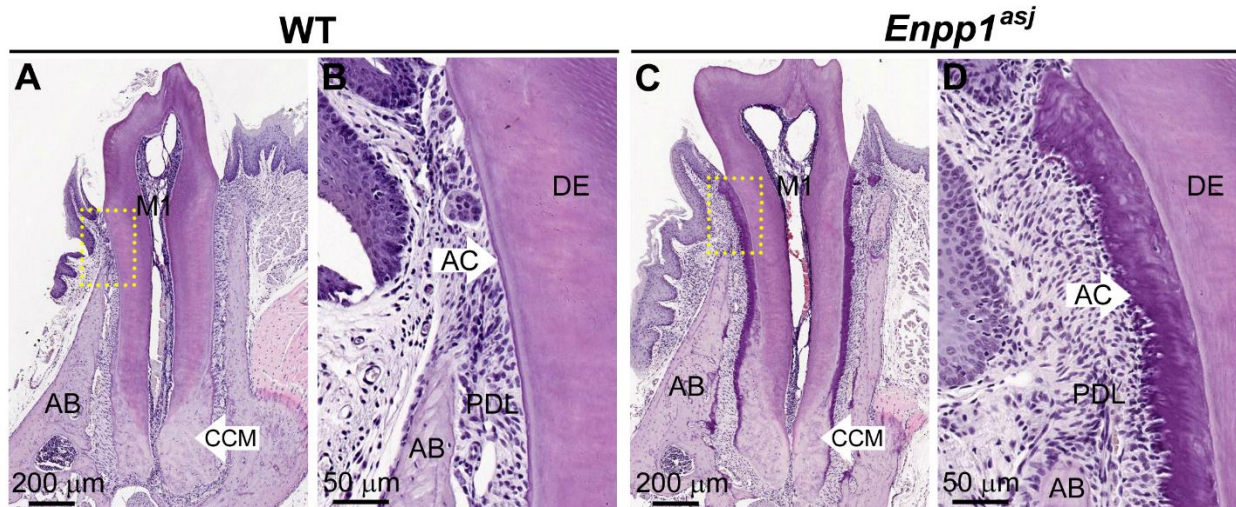 WT
Enpp1asj
A
M1
AB
CCM
200 µm
B
DE
AC
PDL
AB
50 µm
C
M1
AB
CCM
200 µm
D
DE
AC
PDL
AB
50 µm